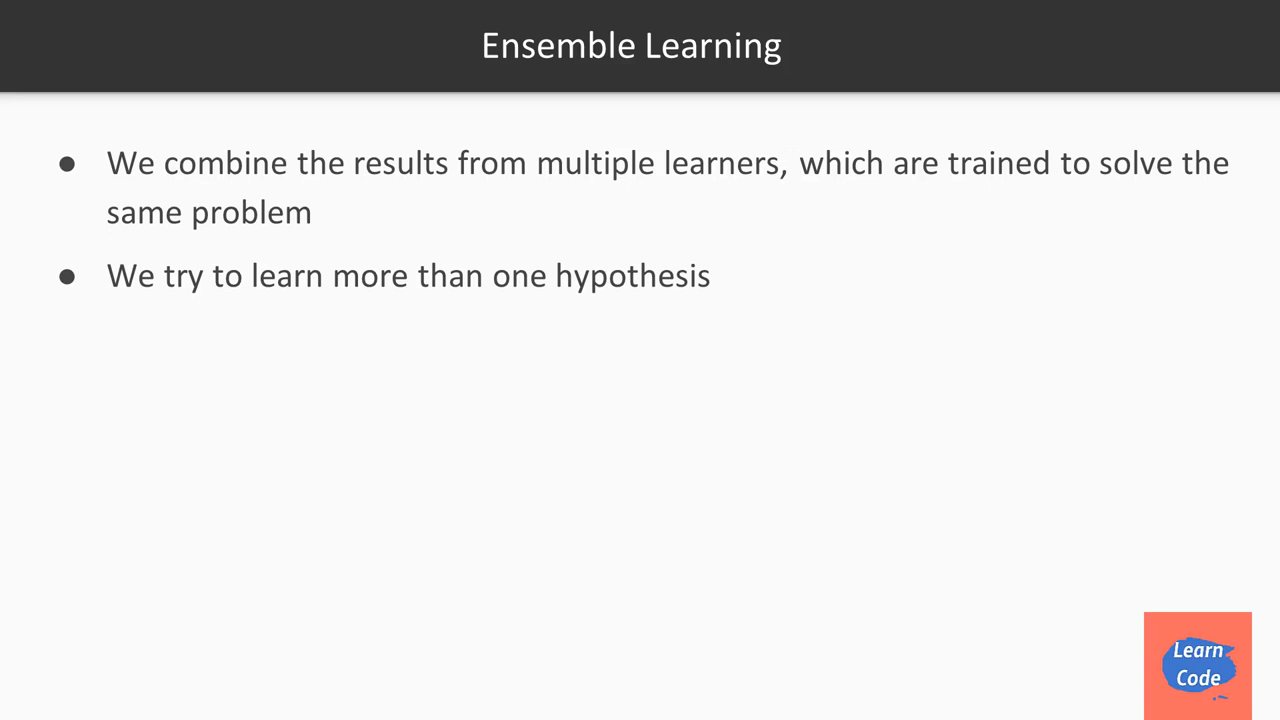 Ensemble Learning
● We combine the results from multiple learners, which are trained to solve the
same problem
● We try to learn more than one hypothesis
Learn
Code